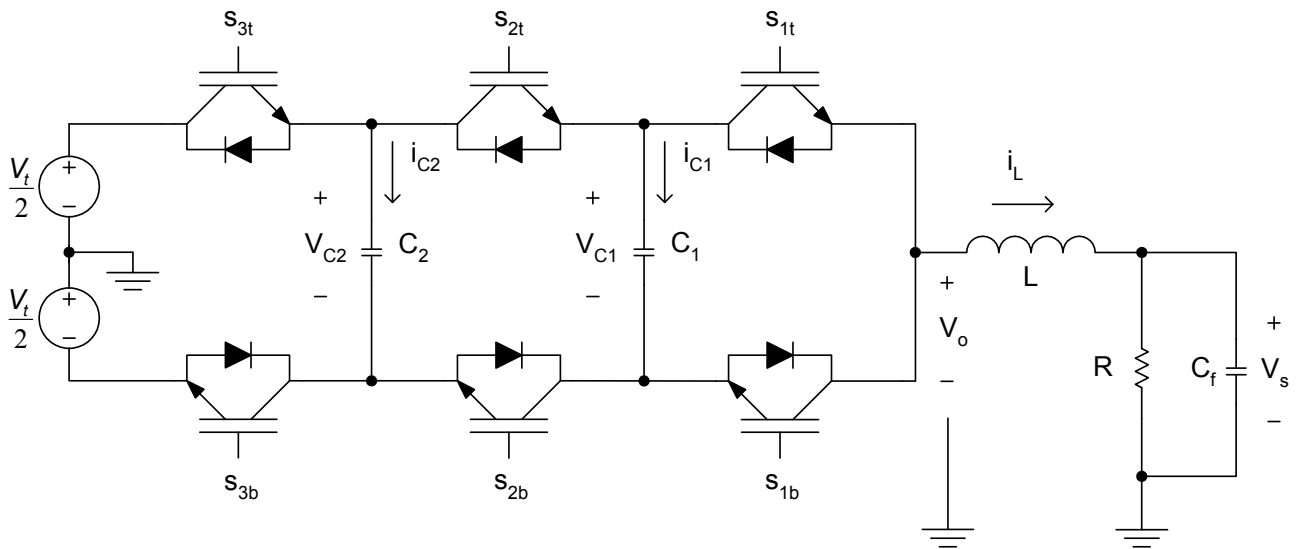 s3t
s2t
s1t
Vt/2
+
−
iC2
iC1
+
VC2
−
C2
+
VC1
−
C1
iL
L
Vt/2
+
−
+
Vo
−
R
Cf
+
Vs
−
s3b
s2b
s1b